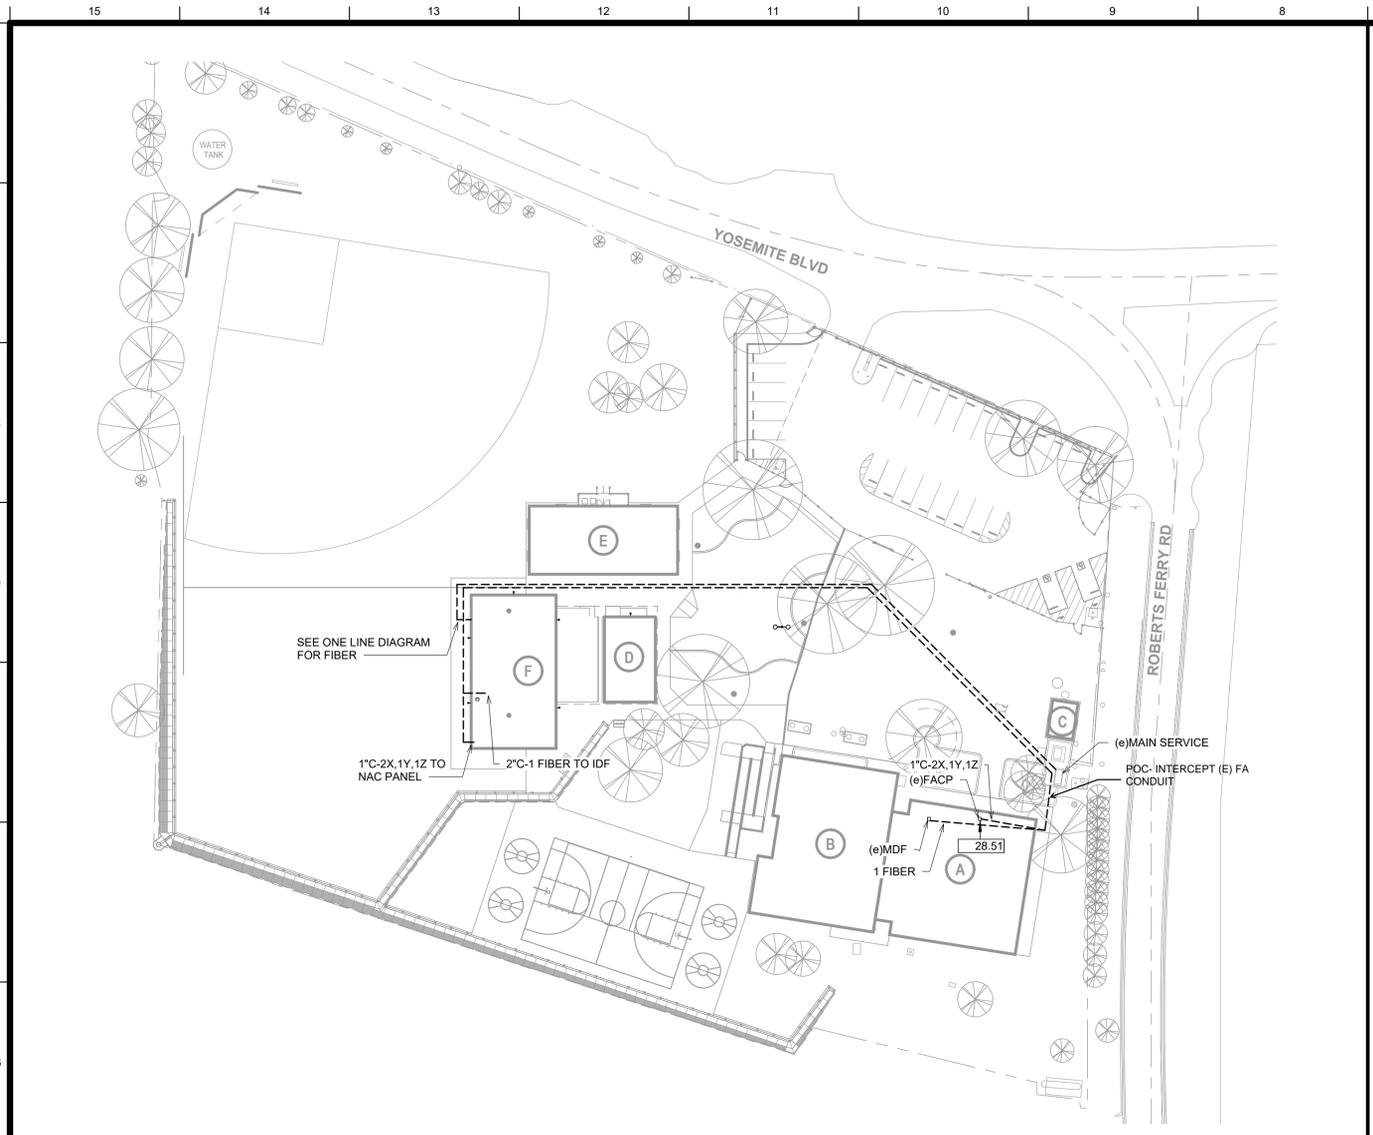 15 14 13 12 11 10 9 8
WATER
TANK
YOSEMITE BLVD
ROBERTS FERRY RD
E
SEE ONE LINE DIAGRAM
FOR FIBER
F
D
C
(e)MAIN SERVICE
1"C-2X,1Y,1Z TO
NAC PANEL
2"C-1 FIBER TO IDF
1"C-2X,1Y,1Z
(e)FACP
POC- INTERCEPT (E) FA
CONDUIT
B
(e)MDF
28.51
1 FIBER
A